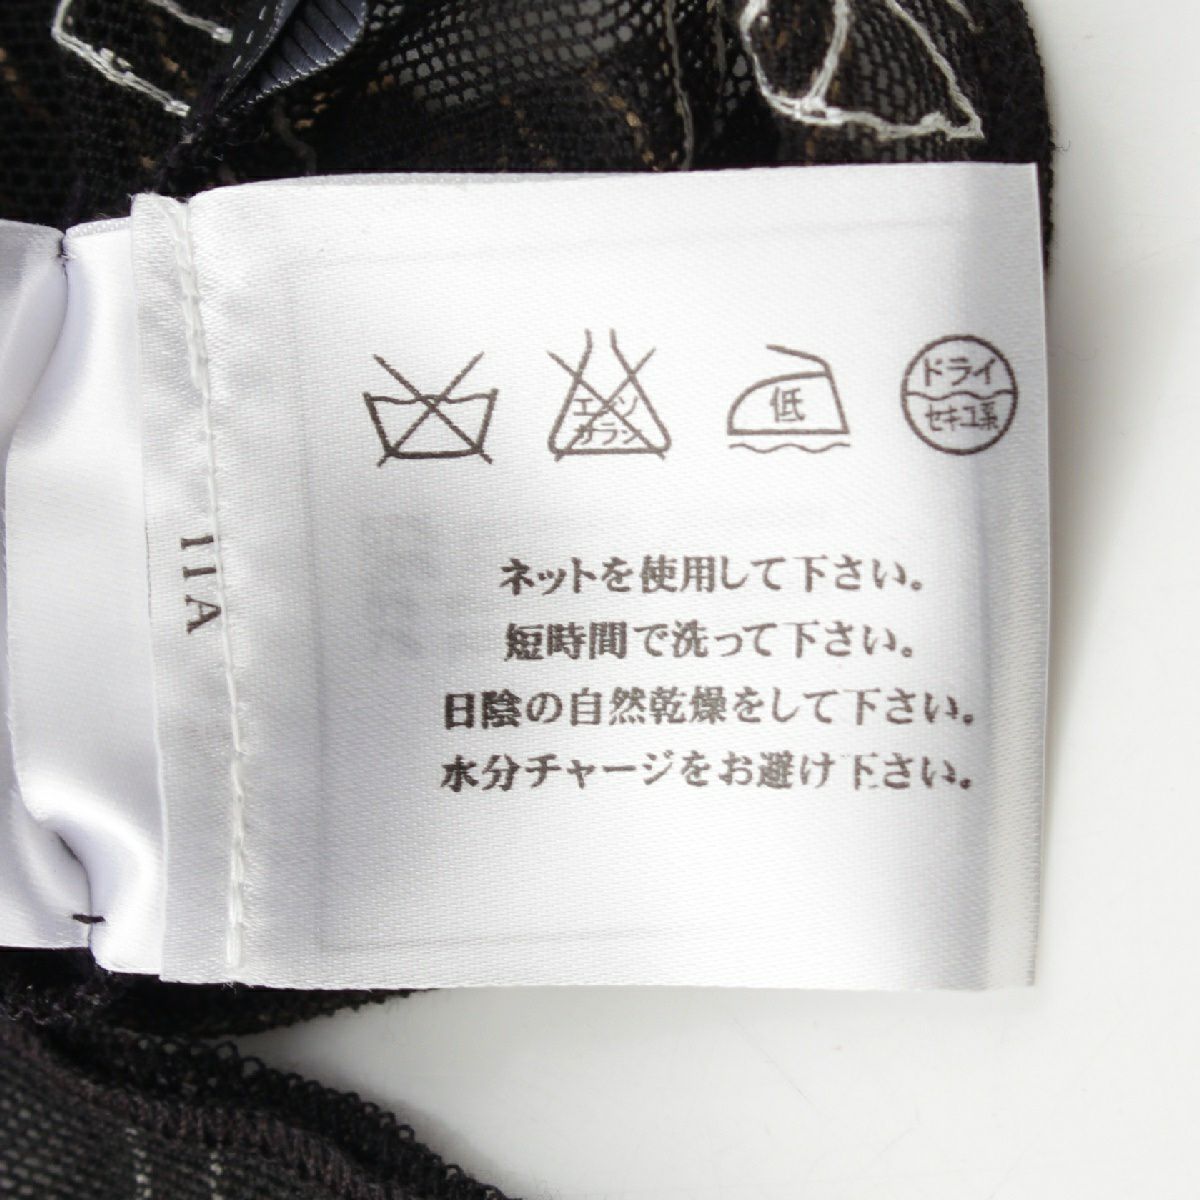 エンソ
サラシ
低
ドライ
セキユ系
IIA
ネットを使用して下さい。
短時間で洗って下さい。
日陰の自然乾燥をして下さい。
水分チャージをお避け下さい。